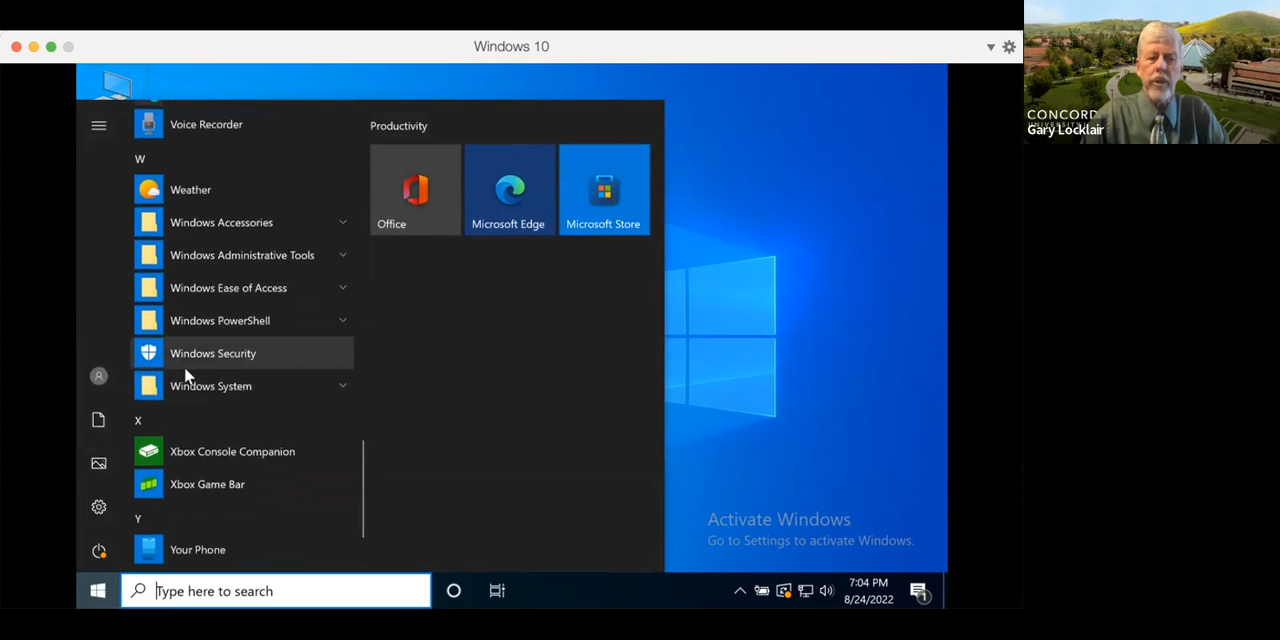 Windows 10
Voice Recorder
W
Weather
Windows Accessories
Windows Administrative Tools
Windows Ease of Access
Windows PowerShell
Windows Security
Windows System
X
Xbox Console Companion
Xbox Game Bar
Y
Your Phone
Productivity
Office
Microsoft Edge
Microsoft Store
Activate Windows
Go to Settings to activate Windows.
Type here to search
7:04 PM
8/24/2022
1
CONCORD
Gary Locklair